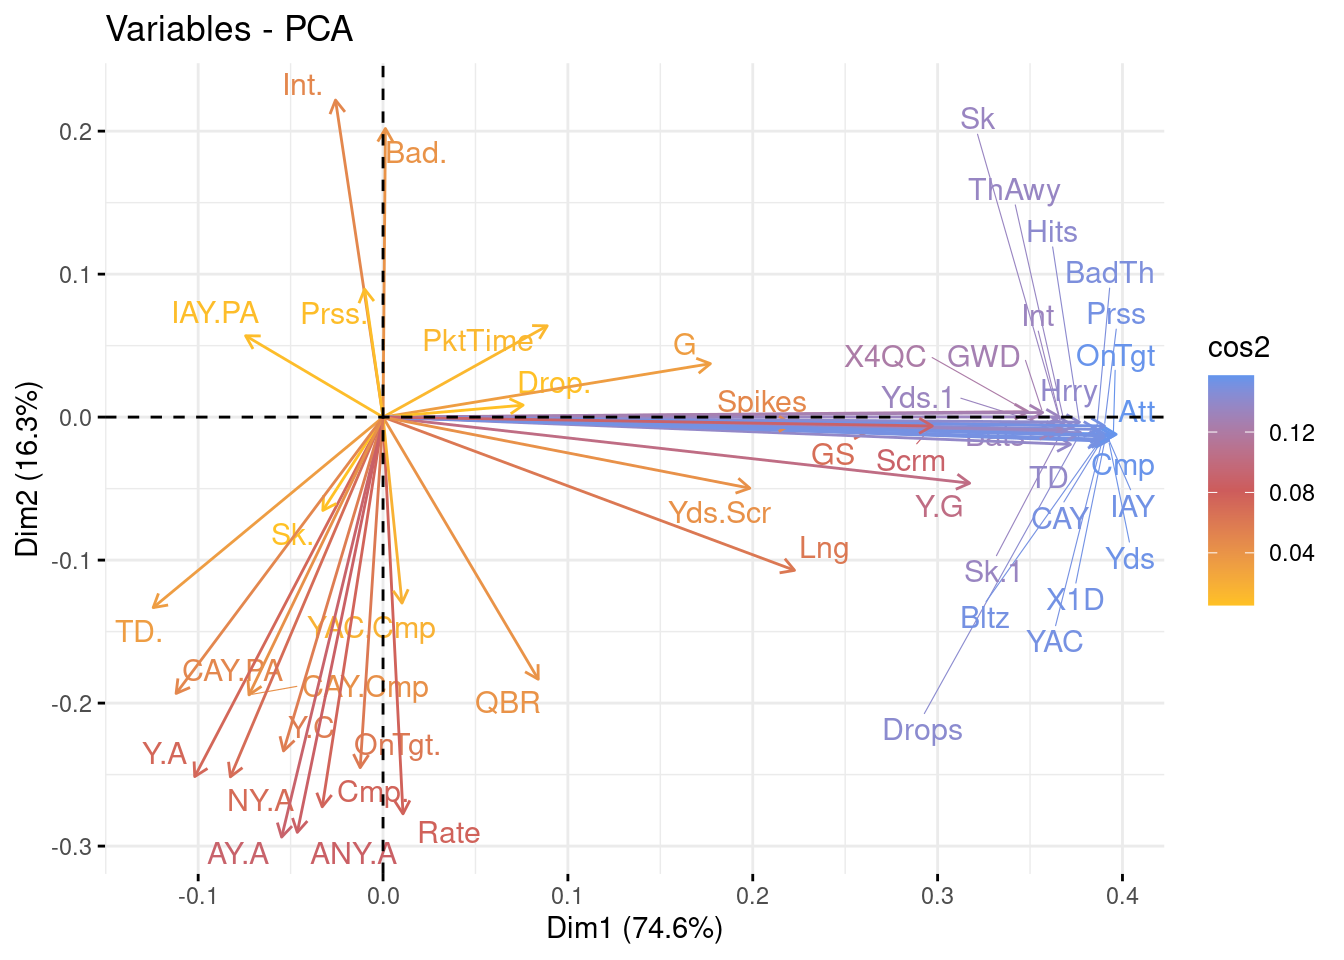 Variables - PCA
Int.
Bad.
Sk
ThAwy
Hits
BadTh
IAY.PA
Prss.
PktTime
G
Int
Prss
X4QC
GWD
OnTgt
Drop.
Yds.1
Hrry
Spikes
Att
GS
Scrm
Cmp
TD
Y.G
CAY
IAY
Yds.Scr
Sk.
Lng
Yds
Sk.1
X1D
TD.
YAC.Cmp
Bltz
YAC
CAY.PA
CAY.Cmp
QBR
Y.C
OnTgt.
Drops
Y.A
NY.A
Cmp.
Rate
AY.A
ANY.A
0.2
0.1
0.0
-0.1
-0.2
-0.3
-0.1
0.0
0.1
0.2
0.3
0.4
Dim1 (74.6%)
Dim2 (16.3%)
cos2
0.12
0.08
0.04